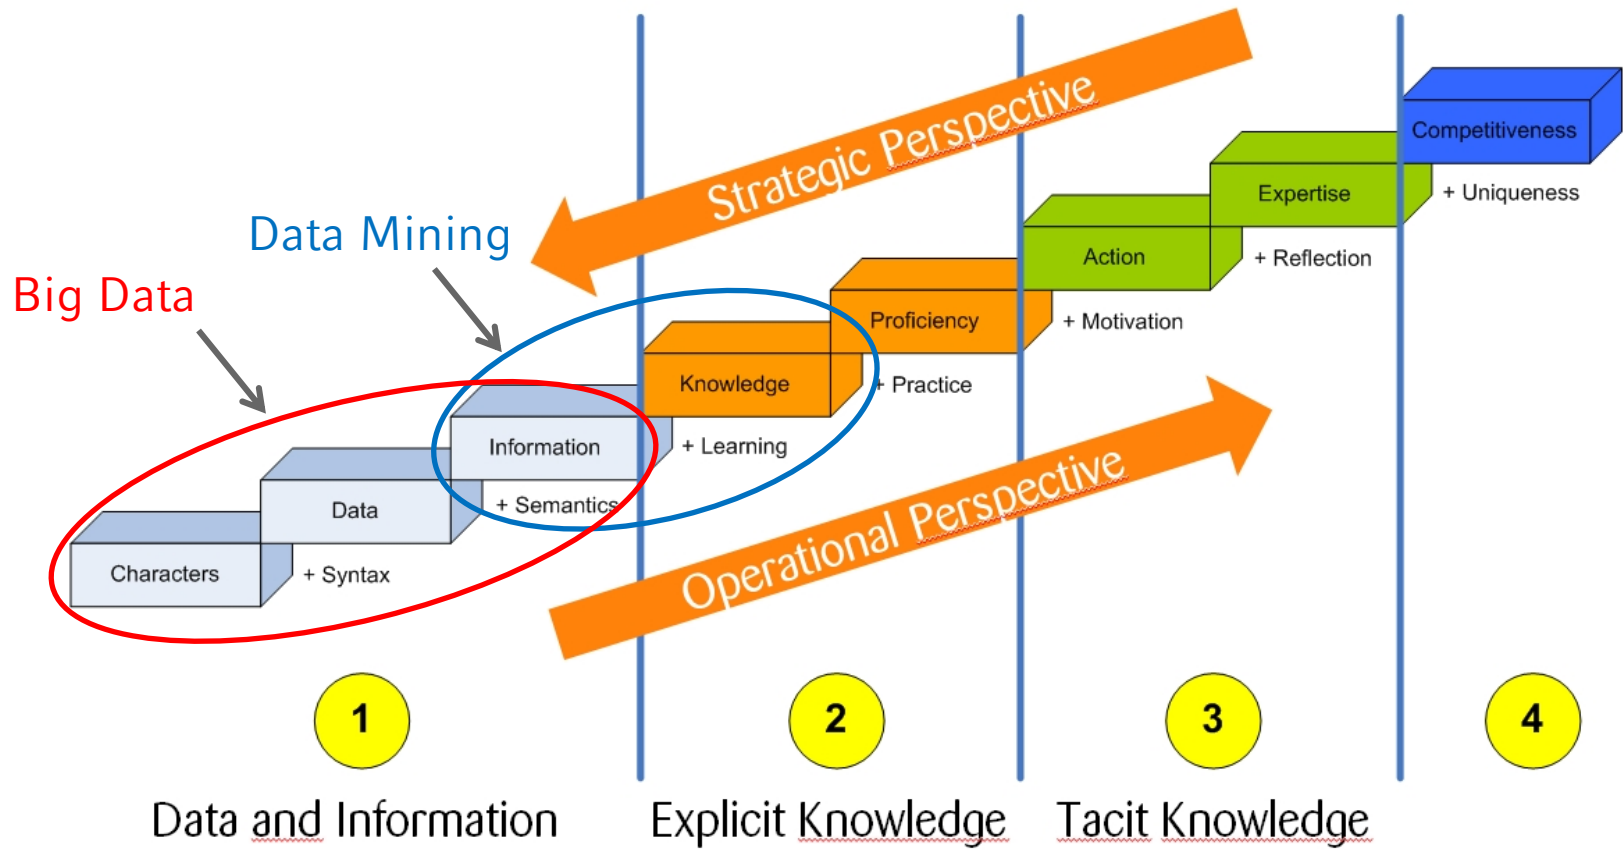 Strategic Perspective
Competitiveness
+ Uniqueness
Expertise
+ Reflection
Data Mining
Action
+ Motivation
Big Data
Proficiency
+ Practice
Knowledge
+ Learning
Information
+ Semantics
Data
+ Syntax
Characters
Operational Perspective
1
2
3
4
Data and Information
Explicit Knowledge
Tacit Knowledge